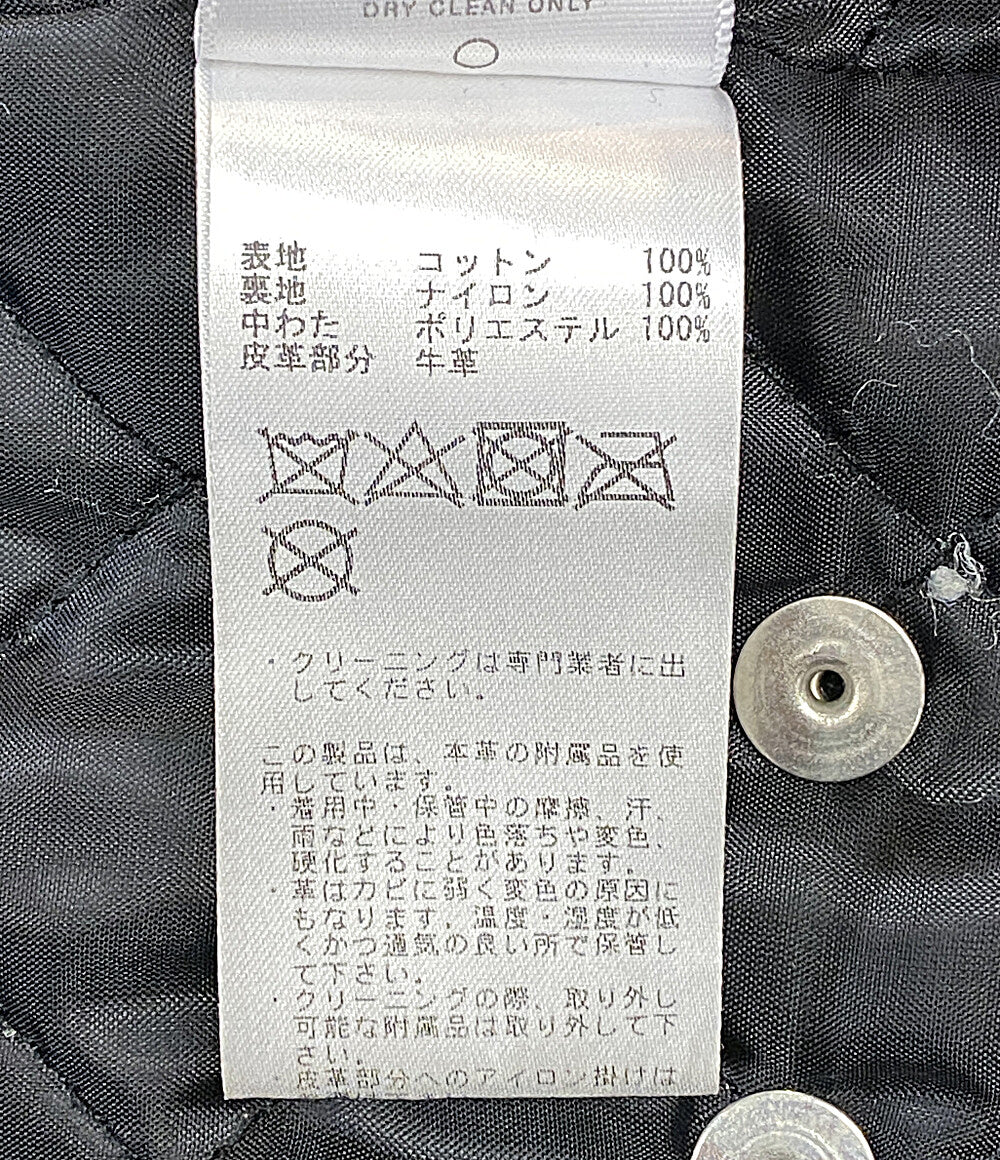 DRY CLEAN ONLY
表地 コットン 100%
裏地 ナイロン 100%
中わた ポリエステル 100%
皮革部分 牛革
・クリーニングは専門業者に出
してください。
この製品は、本革の附属品を使
用しています。
・着用中・保管中の摩擦、汗、
雨などにより色落ちや変色、
硬化することがあります。
・革はカビに弱く変色の原因に
もなります。温度・湿度が低
くかつ通気の良い所で保管し
て下さい。
・クリーニングの際、取り外し
可能な附属品は取り外して下
さい。
・皮革部分へのアイロン掛けは